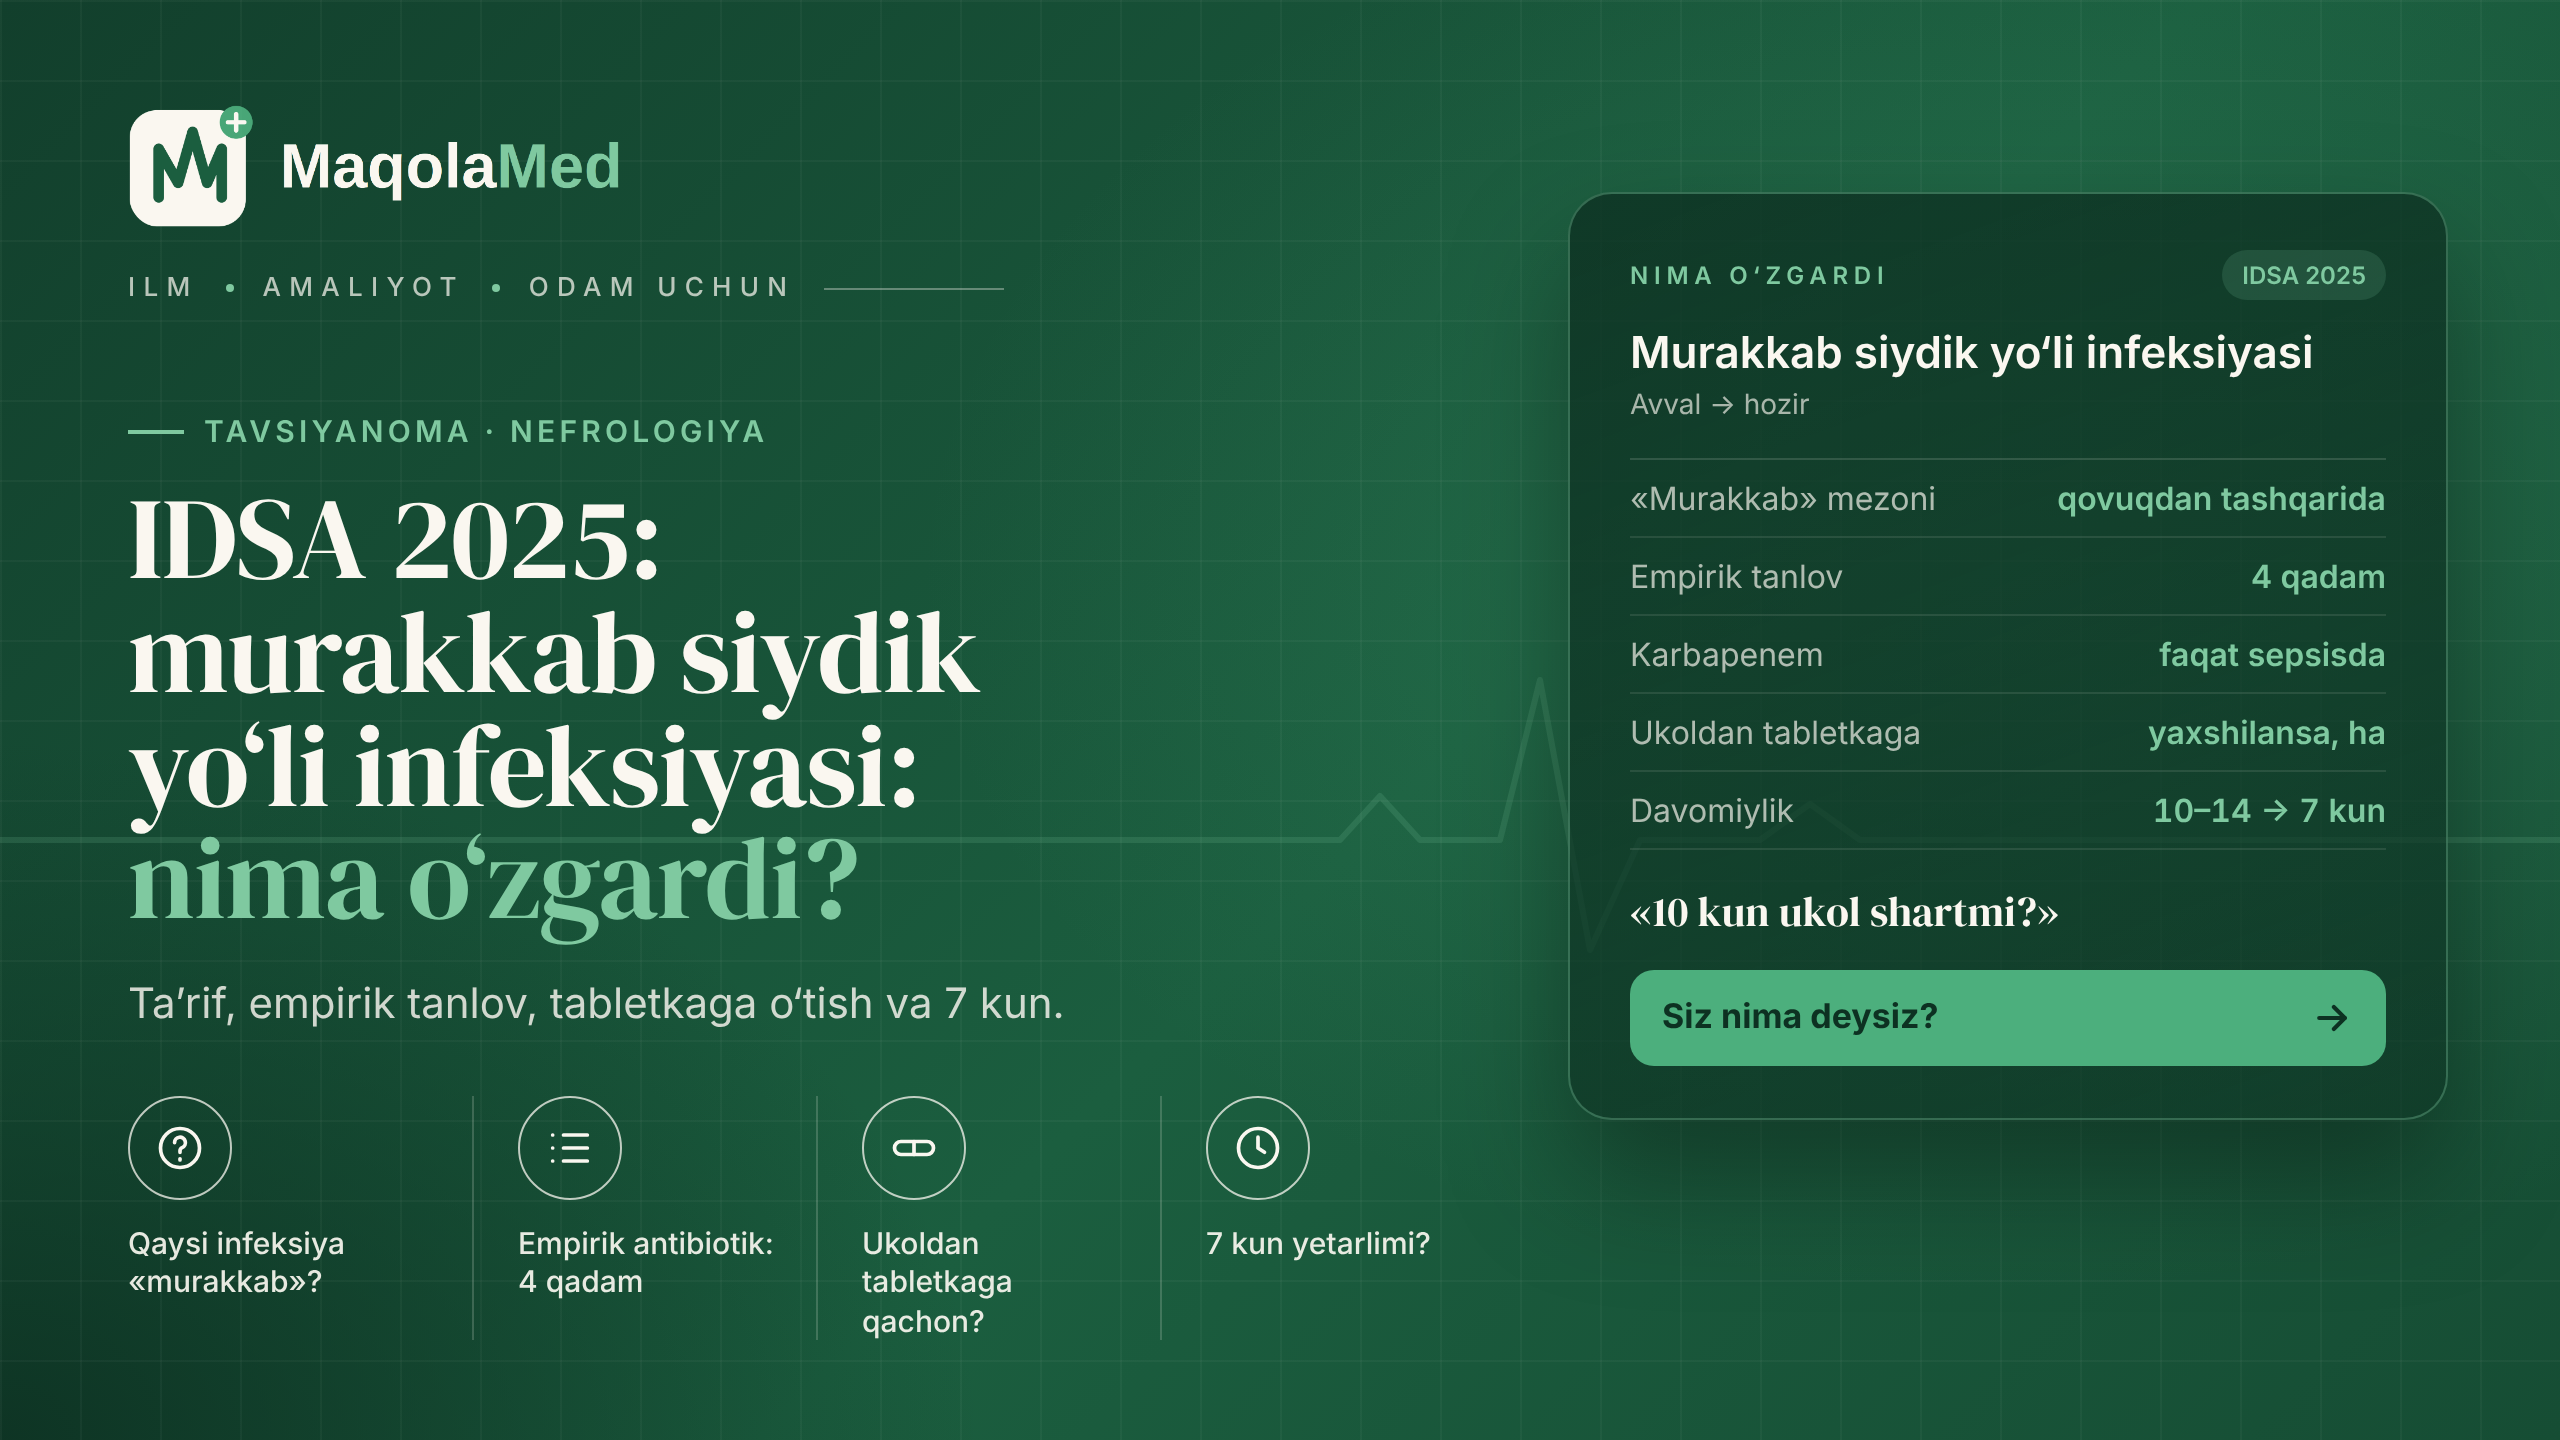 MaqolaMed
ILM • AMALIYOT • ODAM UCHUN
TAVSIYANOMA · NEFROLOGIYA
IDSA 2025:
murakkab siydik
yo‘li infeksiyasi:
nima o‘zgardi?
Ta’rif, empirik tanlov, tabletkaga o‘tish va 7 kun.
Qaysi infeksiya
«murakkab»?
Empirik antibiotik:
4 qadam
Ukoldan
tabletkaga
qachon?
7 kun yetarlimi?
NIMA O‘ZGARDI
IDSA 2025
Murakkab siydik yo‘li infeksiyasi
Avval → hozir
«Murakkab» mezoni qovuqdan tashqarida
Empirik tanlov 4 qadam
Karbapenem faqat sepsisda
Ukoldan tabletkaga yaxshilansa, ha
Davomiylik 10–14 → 7 kun
«10 kun ukol shartmi?»
Siz nima deysiz? →